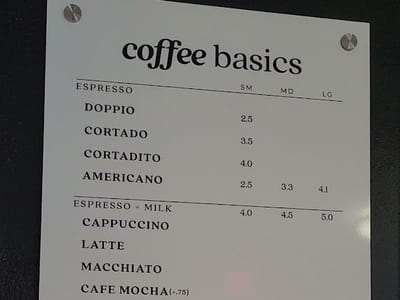 coffee basics
ESPRESSO SM MD LG
DOPPIO 2.5
CORTADO 3.5
CORTADITO 4.0
AMERICANO 2.5 3.3 4.1
ESPRESSO + MILK 4.0 4.5 5.0
CAPPUCCINO
LATTE
MACCHIATO
CAFE MOCHA (+.75)